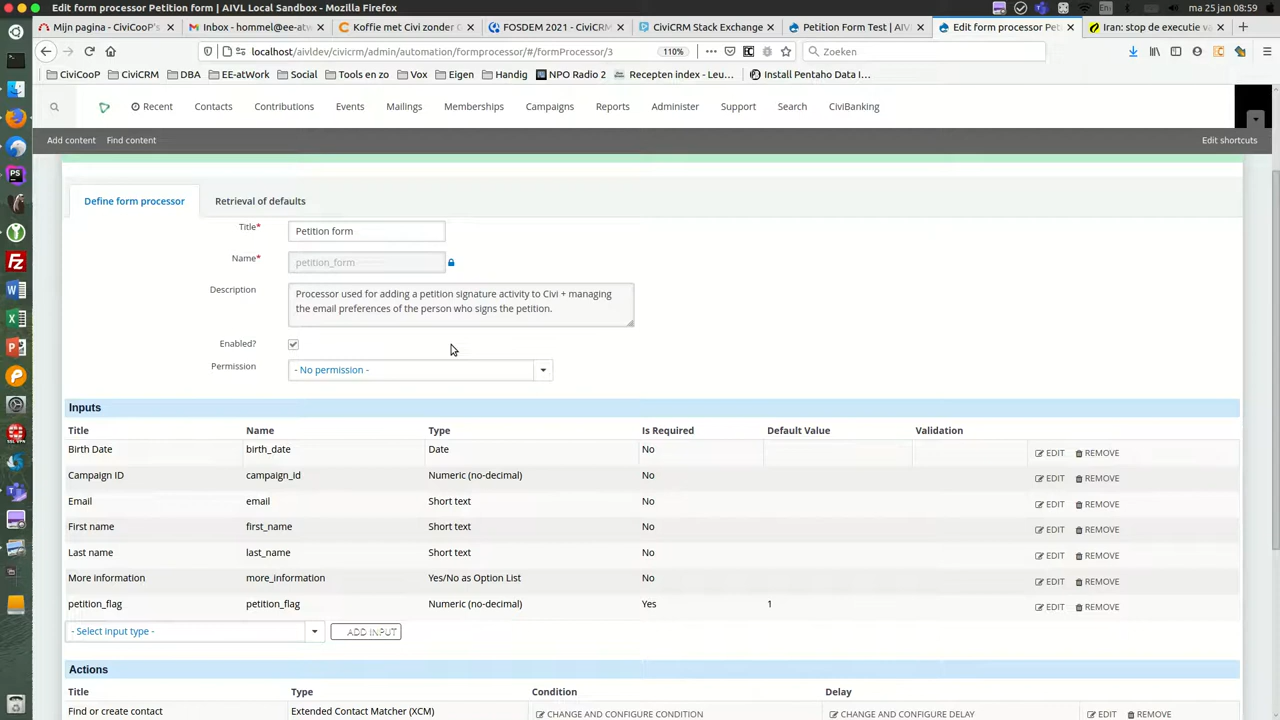 Edit form processor Petition form | AIVL Local Sandbox - Mozilla Firefox
En
ma 25 jan 08:59
Mijn pagina - CiviCooP's
Inbox - hommel@ee-atw
Koffie met Civi zonder C
FOSDEM 2021 - CiviCRM
CiviCRM Stack Exchange
Petition Form Test | AIVL
Edit form processor Peti
Iran: stop de executie v
localhost/aivldev/civicrm/admin/automation/formprocessor/#/formProcessor/3
110%
Zoeken
CiviCooP
CiviCRM
DBA
EE-atWork
Social
Tools en zo
Vox
Eigen
Handig
NPO Radio 2
Recepten index - Leu...
Install Pentaho Data I...
Recent
Contacts
Contributions
Events
Mailings
Memberships
Campaigns
Reports
Administer
Support
Search
CiviBanking
Add content
Find content
Edit shortcuts
Define form processor
Retrieval of defaults
Title*
Petition form
Name*
petition_form
Description
Processor used for adding a petition signature activity to Civi + managing
the email preferences of the person who signs the petition.
Enabled?
Permission
- No permission -
Inputs
Title Name Type Is Required Default Value Validation
Birth Date birth_date Date No EDIT REMOVE
Campaign ID campaign_id Numeric (no-decimal) No EDIT REMOVE
Email email Short text No EDIT REMOVE
First name first_name Short text No EDIT REMOVE
Last name last_name Short text No EDIT REMOVE
More information more_information Yes/No as Option List No EDIT REMOVE
petition_flag petition_flag Numeric (no-decimal) Yes 1 EDIT REMOVE
- Select input type -
ADD INPUT
Actions
Title Type Condition Delay
Find or create contact Extended Contact Matcher (XCM) CHANGE AND CONFIGURE CONDITION CHANGE AND CONFIGURE DELAY EDIT REMOVE